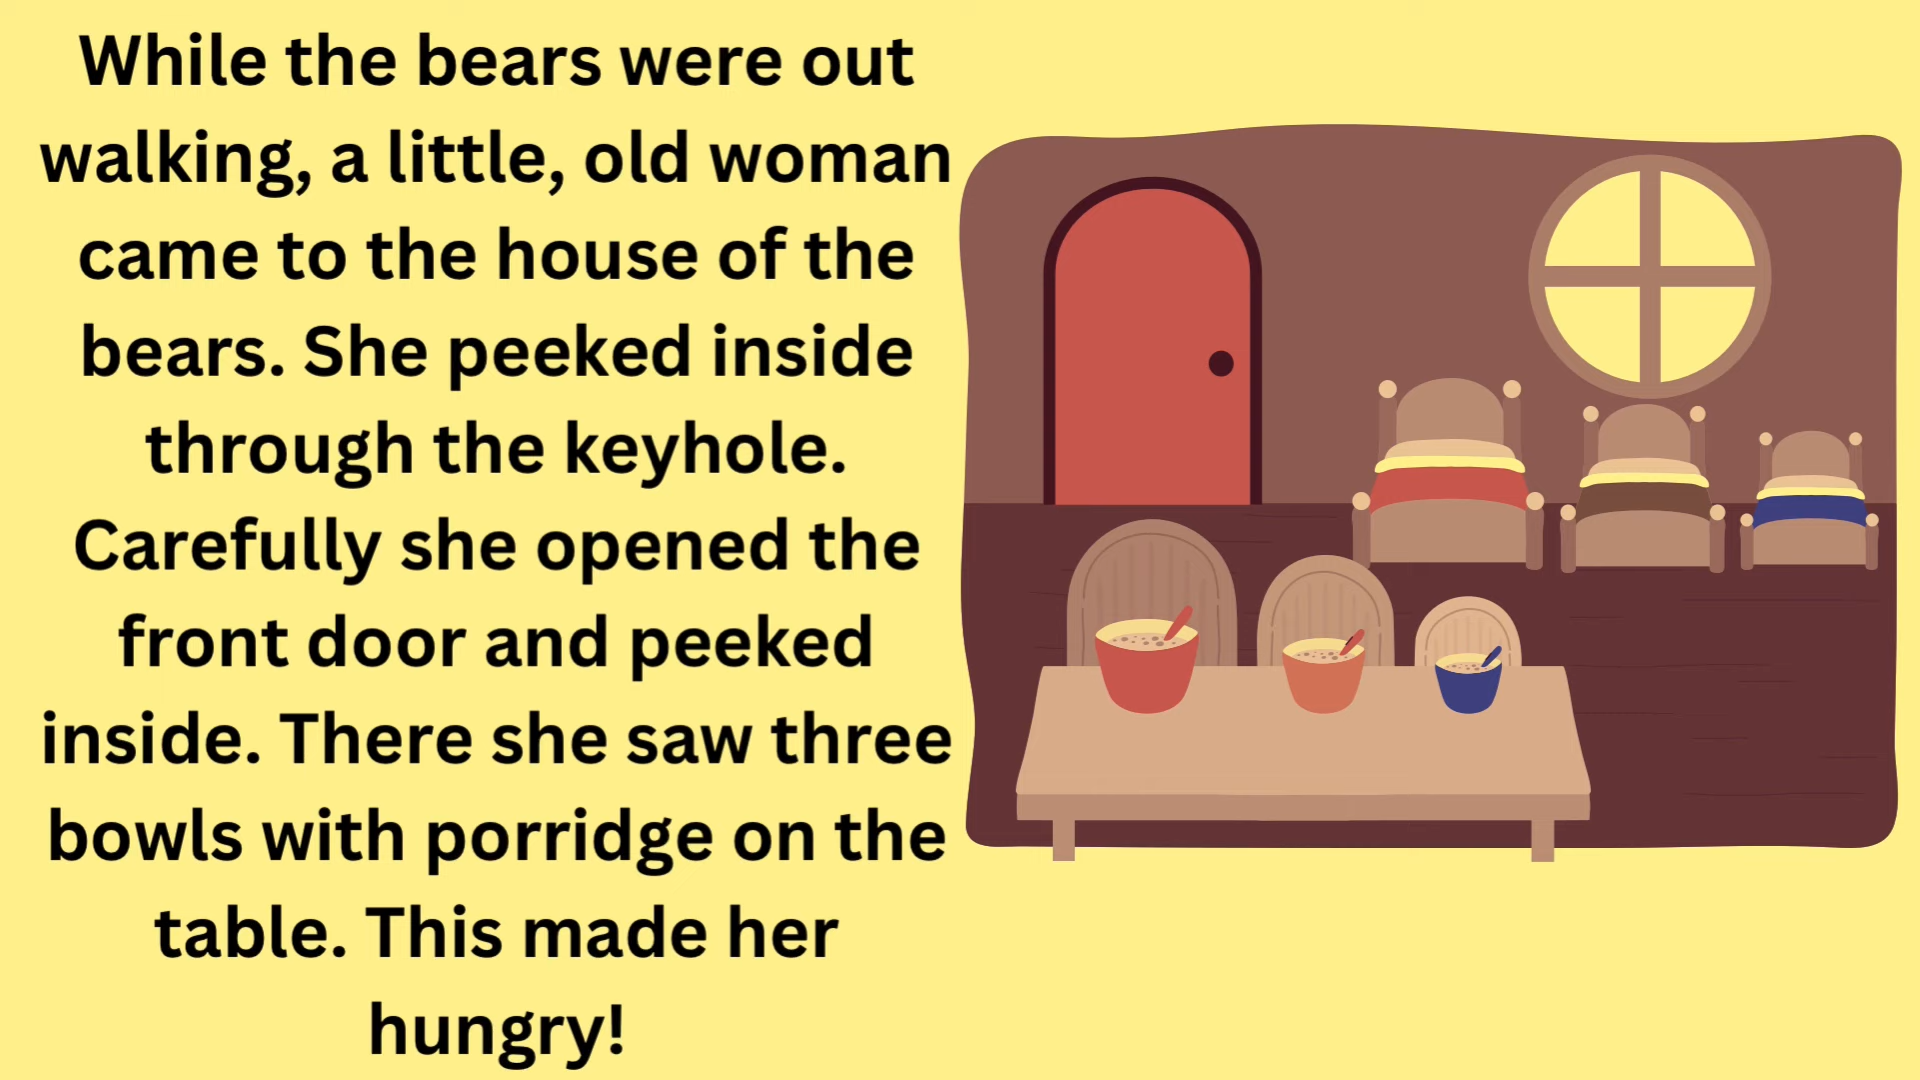 While the bears were out
walking, a little, old woman
came to the house of the
bears. She peeked inside
through the keyhole.
Carefully she opened the
front door and peeked
inside. There she saw three
bowls with porridge on the
table. This made her
hungry!